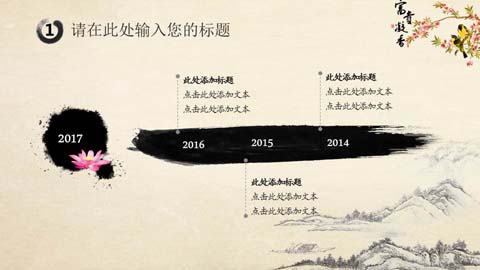 1 请在此处输入您的标题
富贵凝香
此处添加标题
点击此处添加文本
点击此处添加文本
此处添加标题
点击此处添加文本
点击此处添加文本
2017
2016
2015
2014
此处添加标题
点击此处添加文本
点击此处添加文本